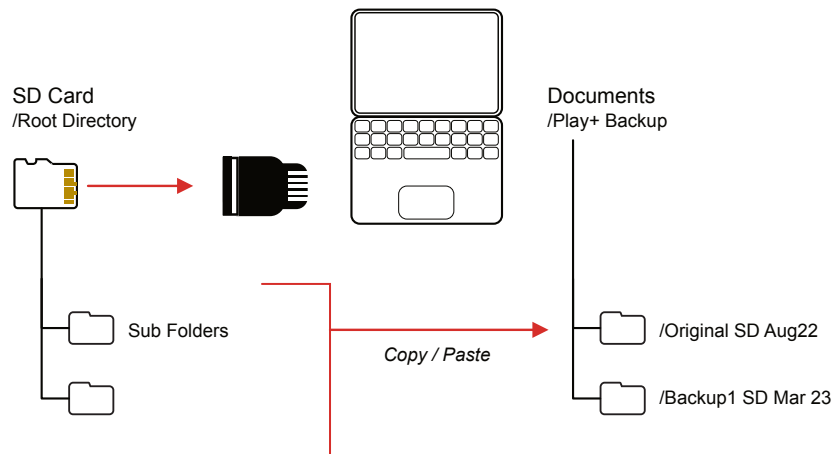 SD Card
/Root Directory
Documents
/Play+ Backup
Sub Folders
Copy / Paste
/Original SD Aug22
/Backup1 SD Mar 23